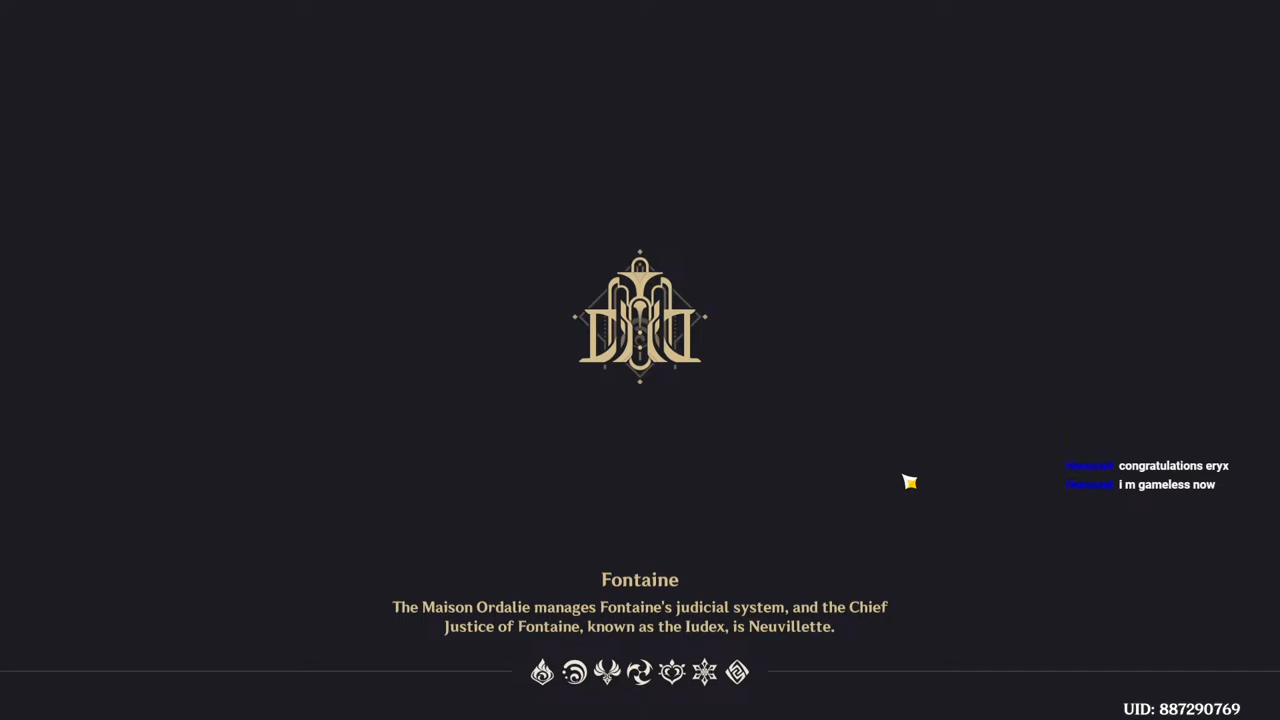 congratulations eryx
i m gameless now
Fontaine
The Maison Ordalie manages Fontaine's judicial system, and the Chief
Justice of Fontaine, known as the Iudex, is Neuvillette.
UID: 887290769